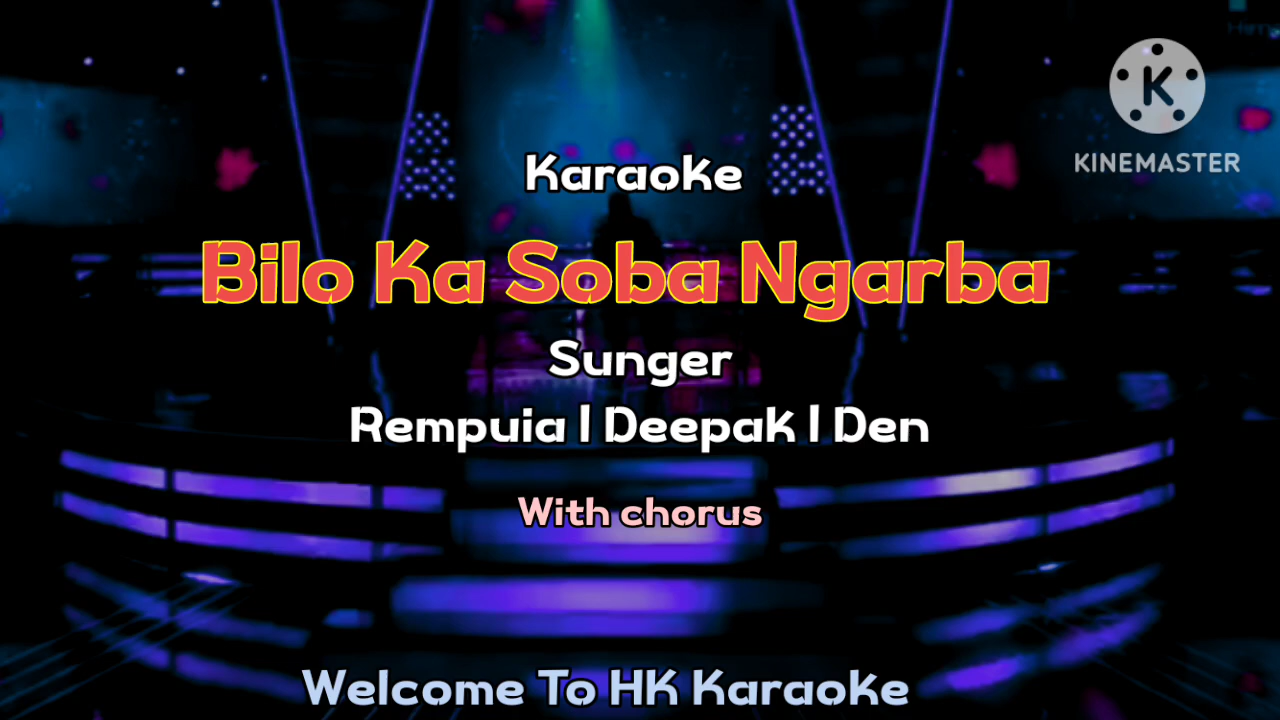 K
KINEMASTER
Karaoke
Bilo Ka Soba Ngarba
Sunger
Rempuia | Deepak | Den
With chorus
Welcome To HK Karaoke